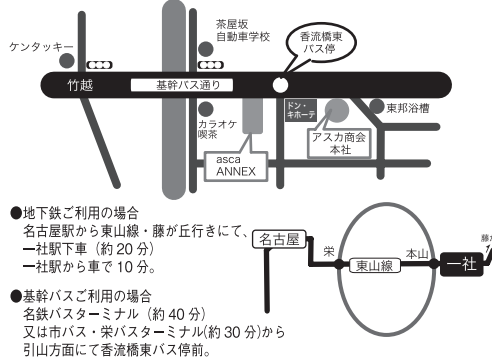 茶屋坂
自動車学校
ケンタッキー
香流橋東
バス停
竹越
基幹バス通り
カラオケ
喫茶
ドン・
キホーテ
東邦浴槽
アスカ商会
本社
asca
ANNEX
●地下鉄ご利用の場合
名古屋駅から東山線・藤が丘行きにて、
一社駅下車（約20分）
一社駅から車で10分。
●基幹バスご利用の場合
名鉄バスターミナル（約40分）
又は市バス・栄バスターミナル(約30分)から
引山方面にて香流橋東バス停前。
名古屋
栄
東山線
本山
一社
藤が